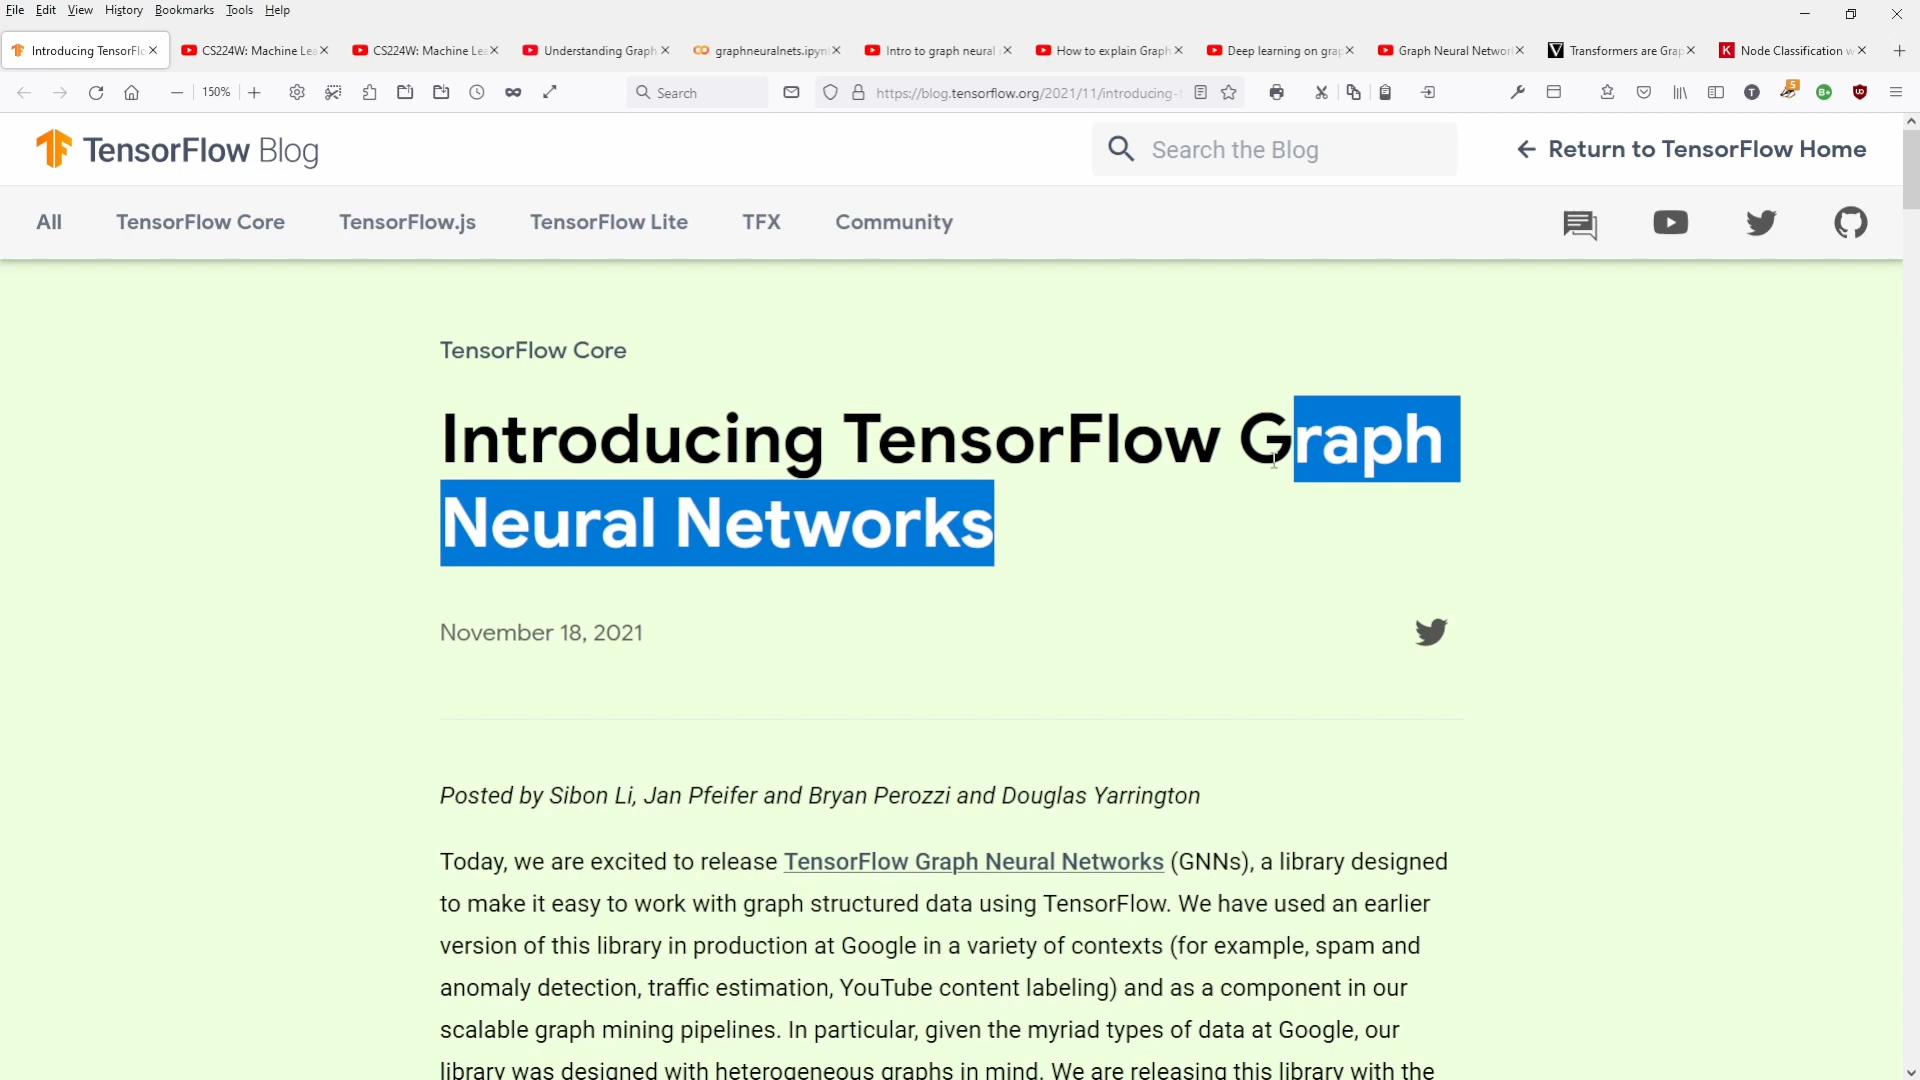 File Edit View History Bookmarks Tools Help
Introducing TensorFlo
CS224W: Machine Lea
CS224W: Machine Lea
Understanding Graph
graphneuralnets.ipynb
Intro to graph neural
How to explain Graph
Deep learning on grap
Graph Neural Network
Transformers are Grap
Node Classification w
150%
Search
https://blog.tensorflow.org/2021/11/introducing-
TensorFlow Blog
Search the Blog
Return to TensorFlow Home
All TensorFlow Core TensorFlow.js TensorFlow Lite TFX Community
TensorFlow Core
Introducing TensorFlow Graph
Neural Networks
November 18, 2021
Posted by Sibon Li, Jan Pfeifer and Bryan Perozzi and Douglas Yarrington
Today, we are excited to release TensorFlow Graph Neural Networks (GNNs), a library designed
to make it easy to work with graph structured data using TensorFlow. We have used an earlier
version of this library in production at Google in a variety of contexts (for example, spam and
anomaly detection, traffic estimation, YouTube content labeling) and as a component in our
scalable graph mining pipelines. In particular, given the myriad types of data at Google, our
library was designed with heterogeneous graphs in mind. We are releasing this library with the